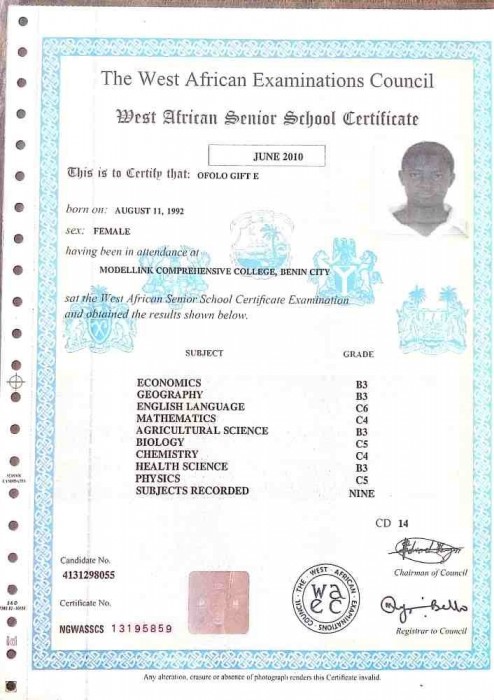 The West African Examinations Council
West African Senior School Certificate
JUNE 2010
This is to Certify that: OFOLO GIFT E
born on: AUGUST 11, 1992
sex: FEMALE
having been in attendance at
MODELLINK COMPREHENSIVE COLLEGE, BENIN CITY
sat the West African Senior School Certificate Examination
and obtained the results shown below.
SUBJECT GRADE
ECONOMICS B3
GEOGRAPHY B3
ENGLISH LANGUAGE C6
MATHEMATICS C4
AGRICULTURAL SCIENCE B3
BIOLOGY C5
CHEMISTRY C4
HEALTH SCIENCE B3
PHYSICS C5
SUBJECTS RECORDED NINE
CD 14
Chairman of Council
Candidate No.
4131298055
Certificate No.
NGWASSCS 13195859
THE WEST AFRICAN EXAMINATIONS COUNCIL
waec
Registrar to Council
Any alteration, erasure or absence of photograph renders this Certificate invalid.